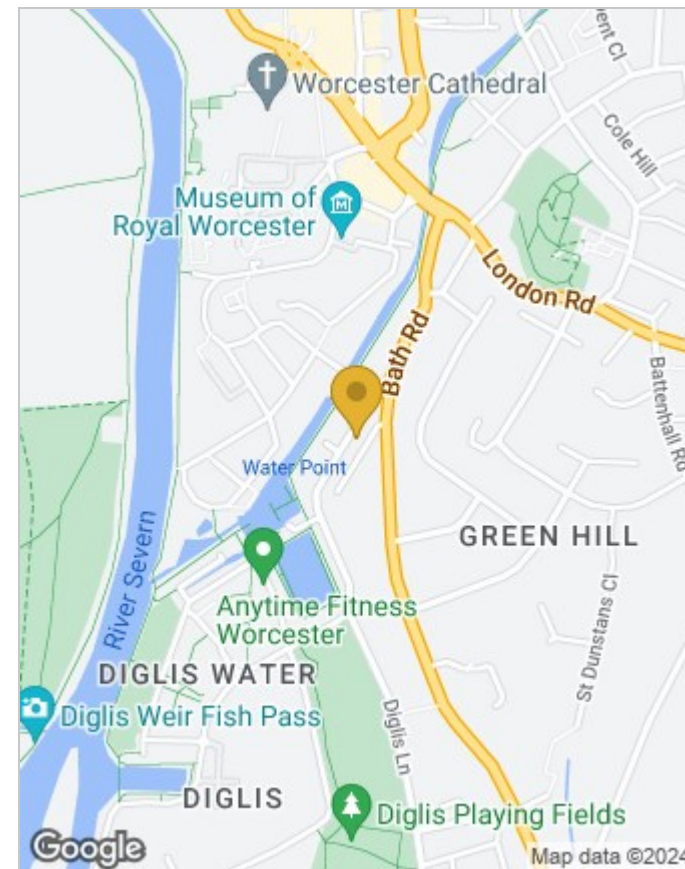 ent Cl
Worcester Cathedral
Cole Hill
Museum of
Royal Worcester
London Rd
Bath Rd
Battenhall Rd
Water Point
GREEN HILL
River Severn
Anytime Fitness
Worcester
St Dunstans Cl
DIGLIS WATER
Diglis Weir Fish Pass
Diglis Ln
DIGLIS
Diglis Playing Fields
Google
Map data ©2024